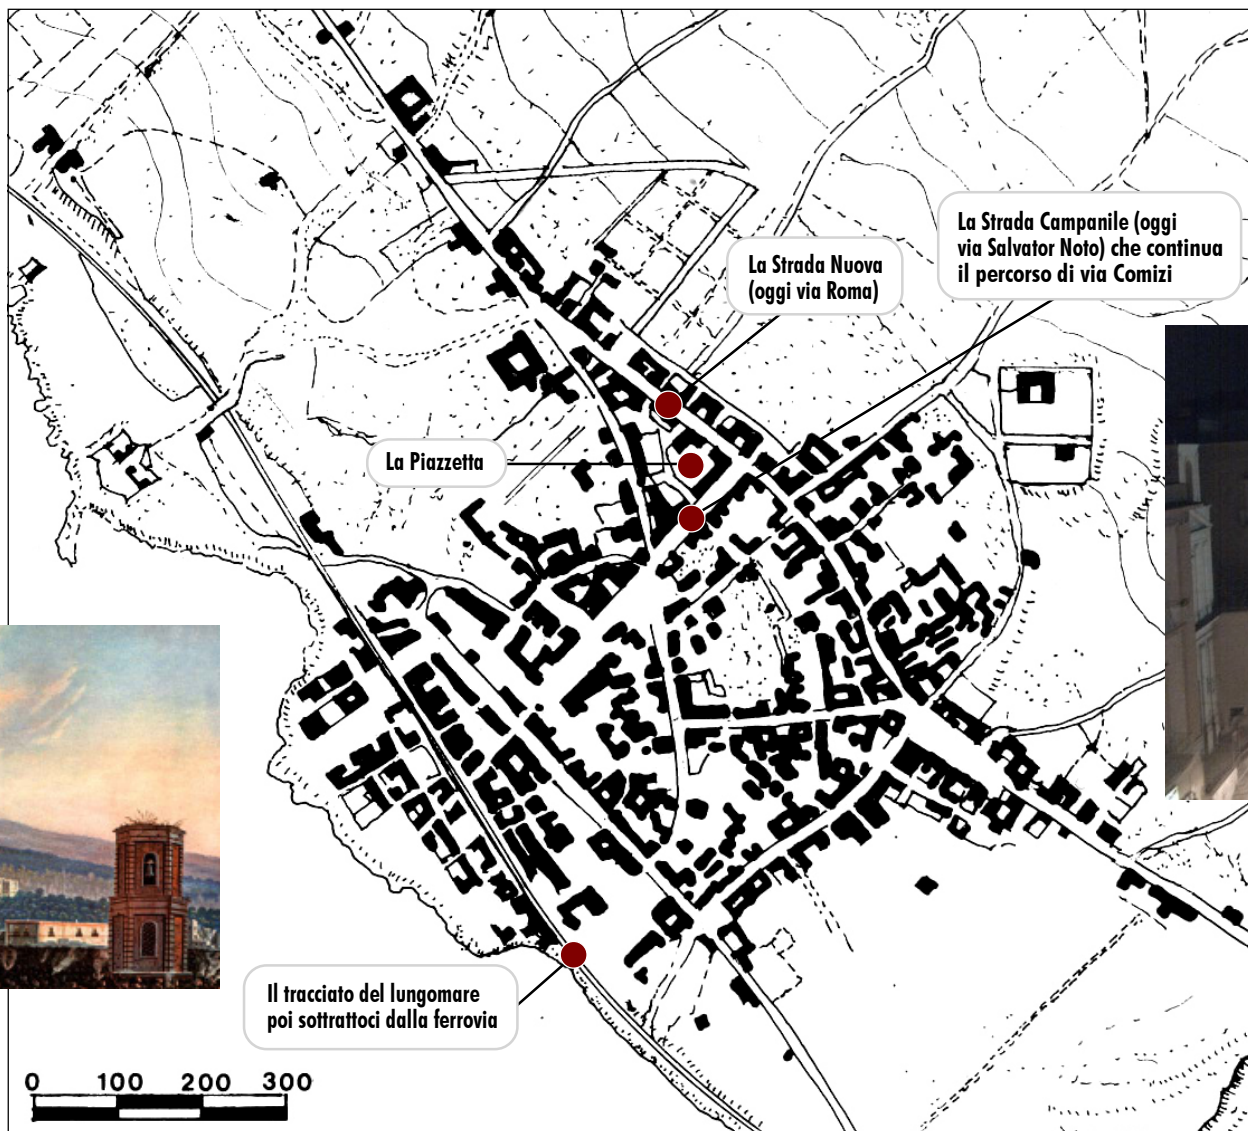 La Strada Campanile (oggi
via Salvator Noto) che continua
il percorso di via Comizi
La Strada Nuova
(oggi via Roma)
La Piazzetta
Il tracciato del lungomare
poi sottrattoci dalla ferrovia
0 100 200 300